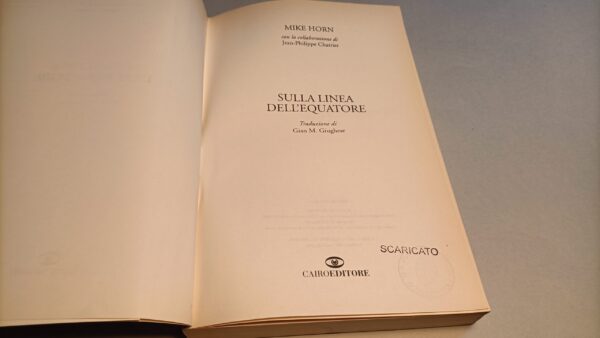 MIKE HORN
con la collaborazione di
Jean-Philippe Chatrier
SULLA LINEA
DELL'EQUATORE
Traduzione di
Gian M. Giughese
CAIROEDITORE
SCARICATO